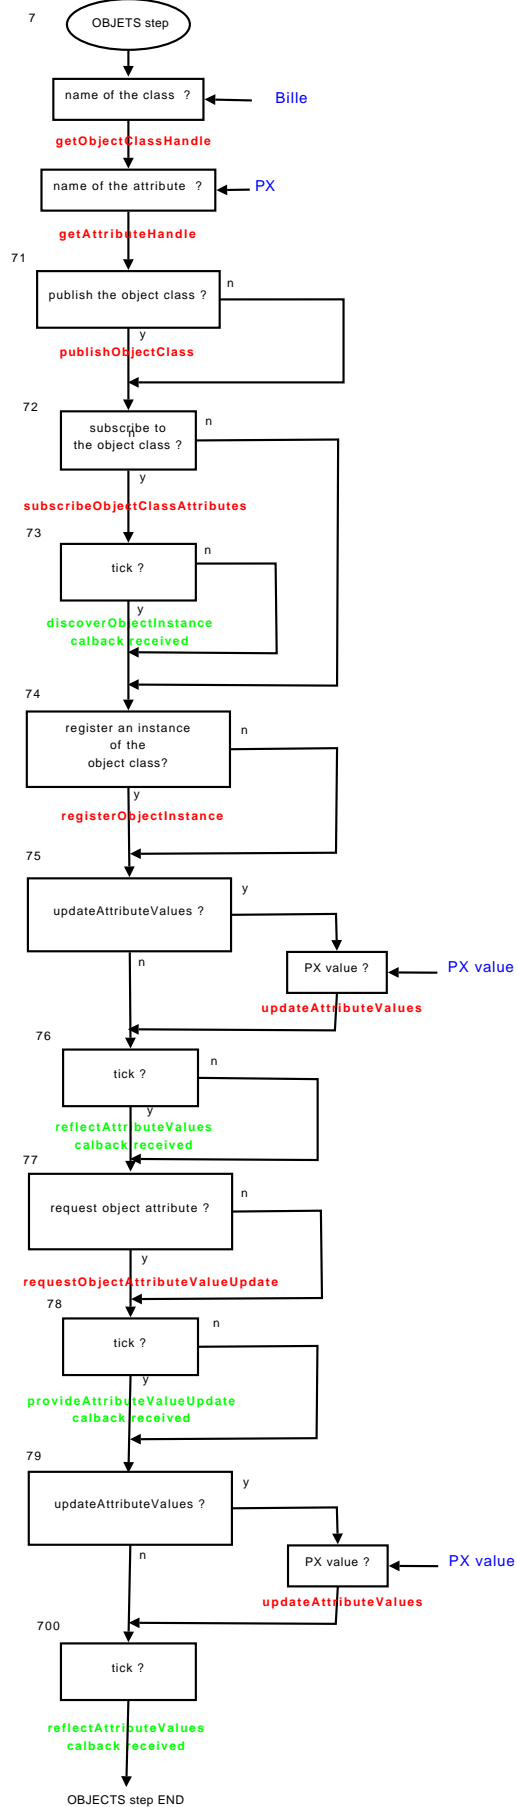 7
OBJETS step
name of the class ?
Bille
getObjectClassHandle
name of the attribute ?
PX
getAttributeHandle
71
n
publish the object class ?
y
publishObjectClass
72
n
subscribe to
n
the object class ?
y
subscribeObjectClassAttributes
73
n
tick ?
y
discoverObjectInstance
calback received
74
register an instance
n
of the
object class?
y
registerObjectInstance
75
y
updateAttributeValues ?
n
PX value ?
PX value
updateAttributeValues
76
n
tick ?
y
reflectAttributeValues
calback received
77
n
request object attribute ?
y
requestObjectAttributeValueUpdate
78
n
tick ?
y
provideAttributeValueUpdate
calback received
79
y
updateAttributeValues ?
n
PX value ?
PX value
updateAttributeValues
700
tick ?
reflectAttributeValues
calback received
OBJECTS step END